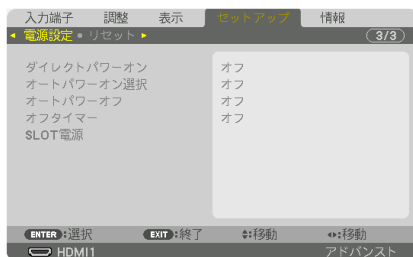 入力端子 調整 表示 セットアップ 情報
電源設定 リセット 3/3
ダイレクトパワーオン オフ
オートパワーオン選択 オフ
オートパワーオフ オフ
オフタイマー オフ
SLOT電源
ENTER:選択 EXIT:終了 :移動 :移動
HDMI1 アドバンスト